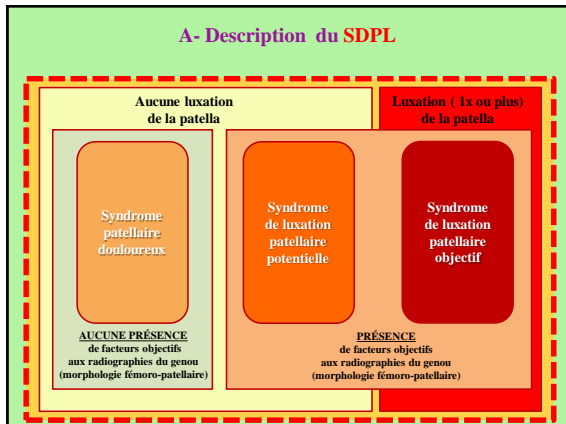 A- Description du SDPL
Aucune luxation
de la patella
Luxation ( 1x ou plus)
de la patella
Syndrome
patellaire
douloureux
Syndrome
de luxation
patellaire
potentielle
Syndrome
de luxation
patellaire
objectif
AUCUNE PRÉSENCE
de facteurs objectifs
aux radiographies du genou
(morphologie fémoro-patellaire)
PRÉSENCE
de facteurs objectifs
aux radiographies du genou
(morphologie fémoro-patellaire)